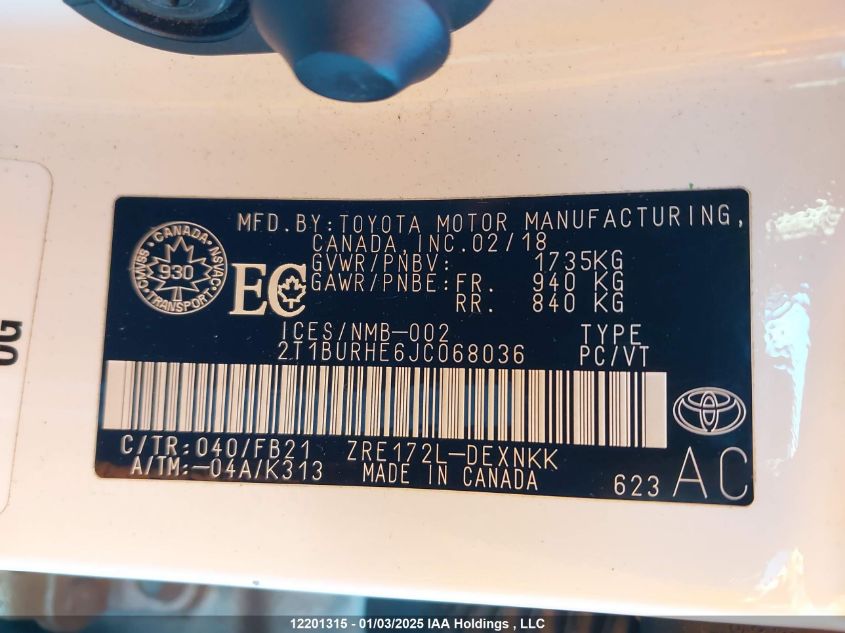 MFD.BY:TOYOTA MOTOR MANUFACTURING,
CANADA,INC.02/18
GVWR/PNBV: 1735KG
GAWR/PNBE:FR. 940 KG
RR. 840 KG
CANADA
930
TRANSPORT
NSVAC
EC
ICES/NMB-002 TYPE
2T1BURHE6JC068036 PC/VT
C/TR:040/FB21 ZRE172L-DEXNKK
A/TM:-04A/K313 MADE IN CANADA
623 AC
12201315 - 01/03/2025 IAA Holdings , LLC